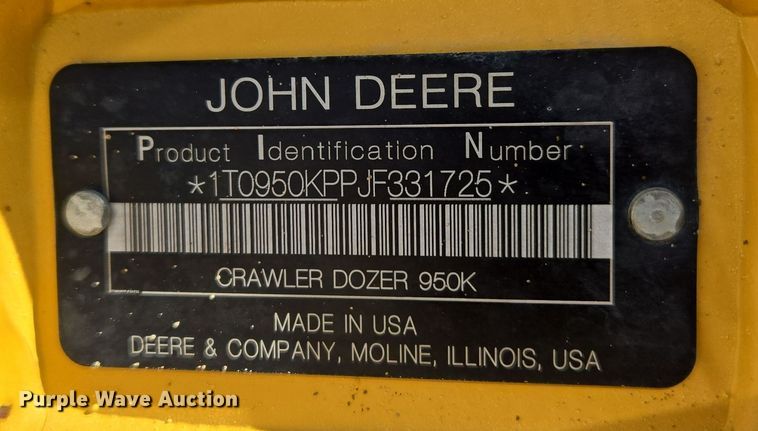 JOHN DEERE
Product Identification Number
*1T0950KPPJF331725*
CRAWLER DOZER 950K
MADE IN USA
DEERE & COMPANY, MOLINE, ILLINOIS, USA
Purple Wave Auction